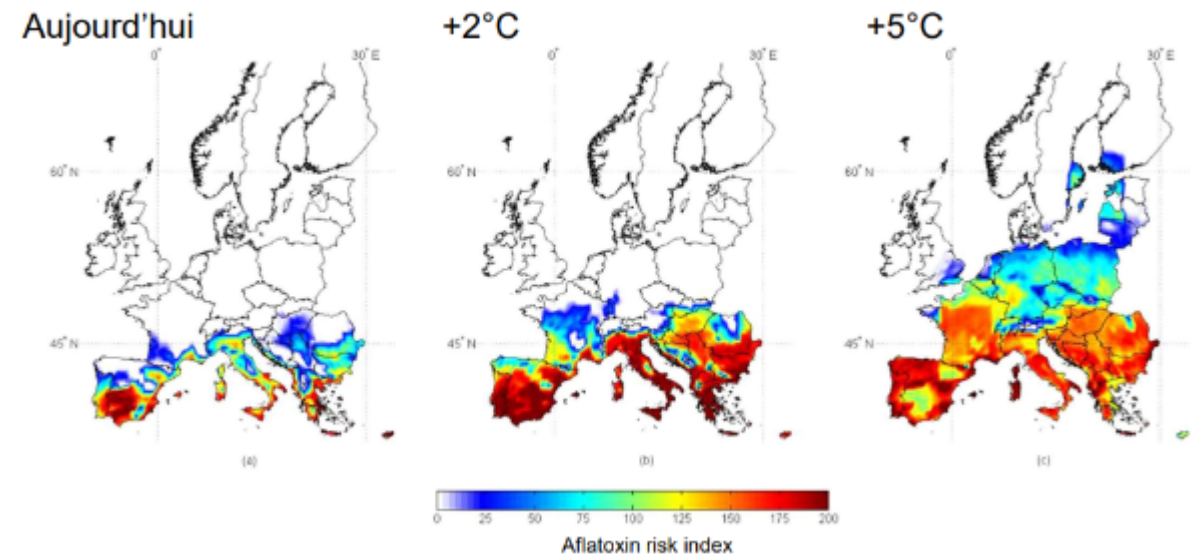 Aujourd'hui
+2°C
+5°C
0° 30° E
0° 30° E
0° 30° E
60° N
60° N
60° N
45° N
45° N
45° N
(a)
(b)
(c)
0 25 50 75 100 125 150 175 200
Aflatoxin risk index